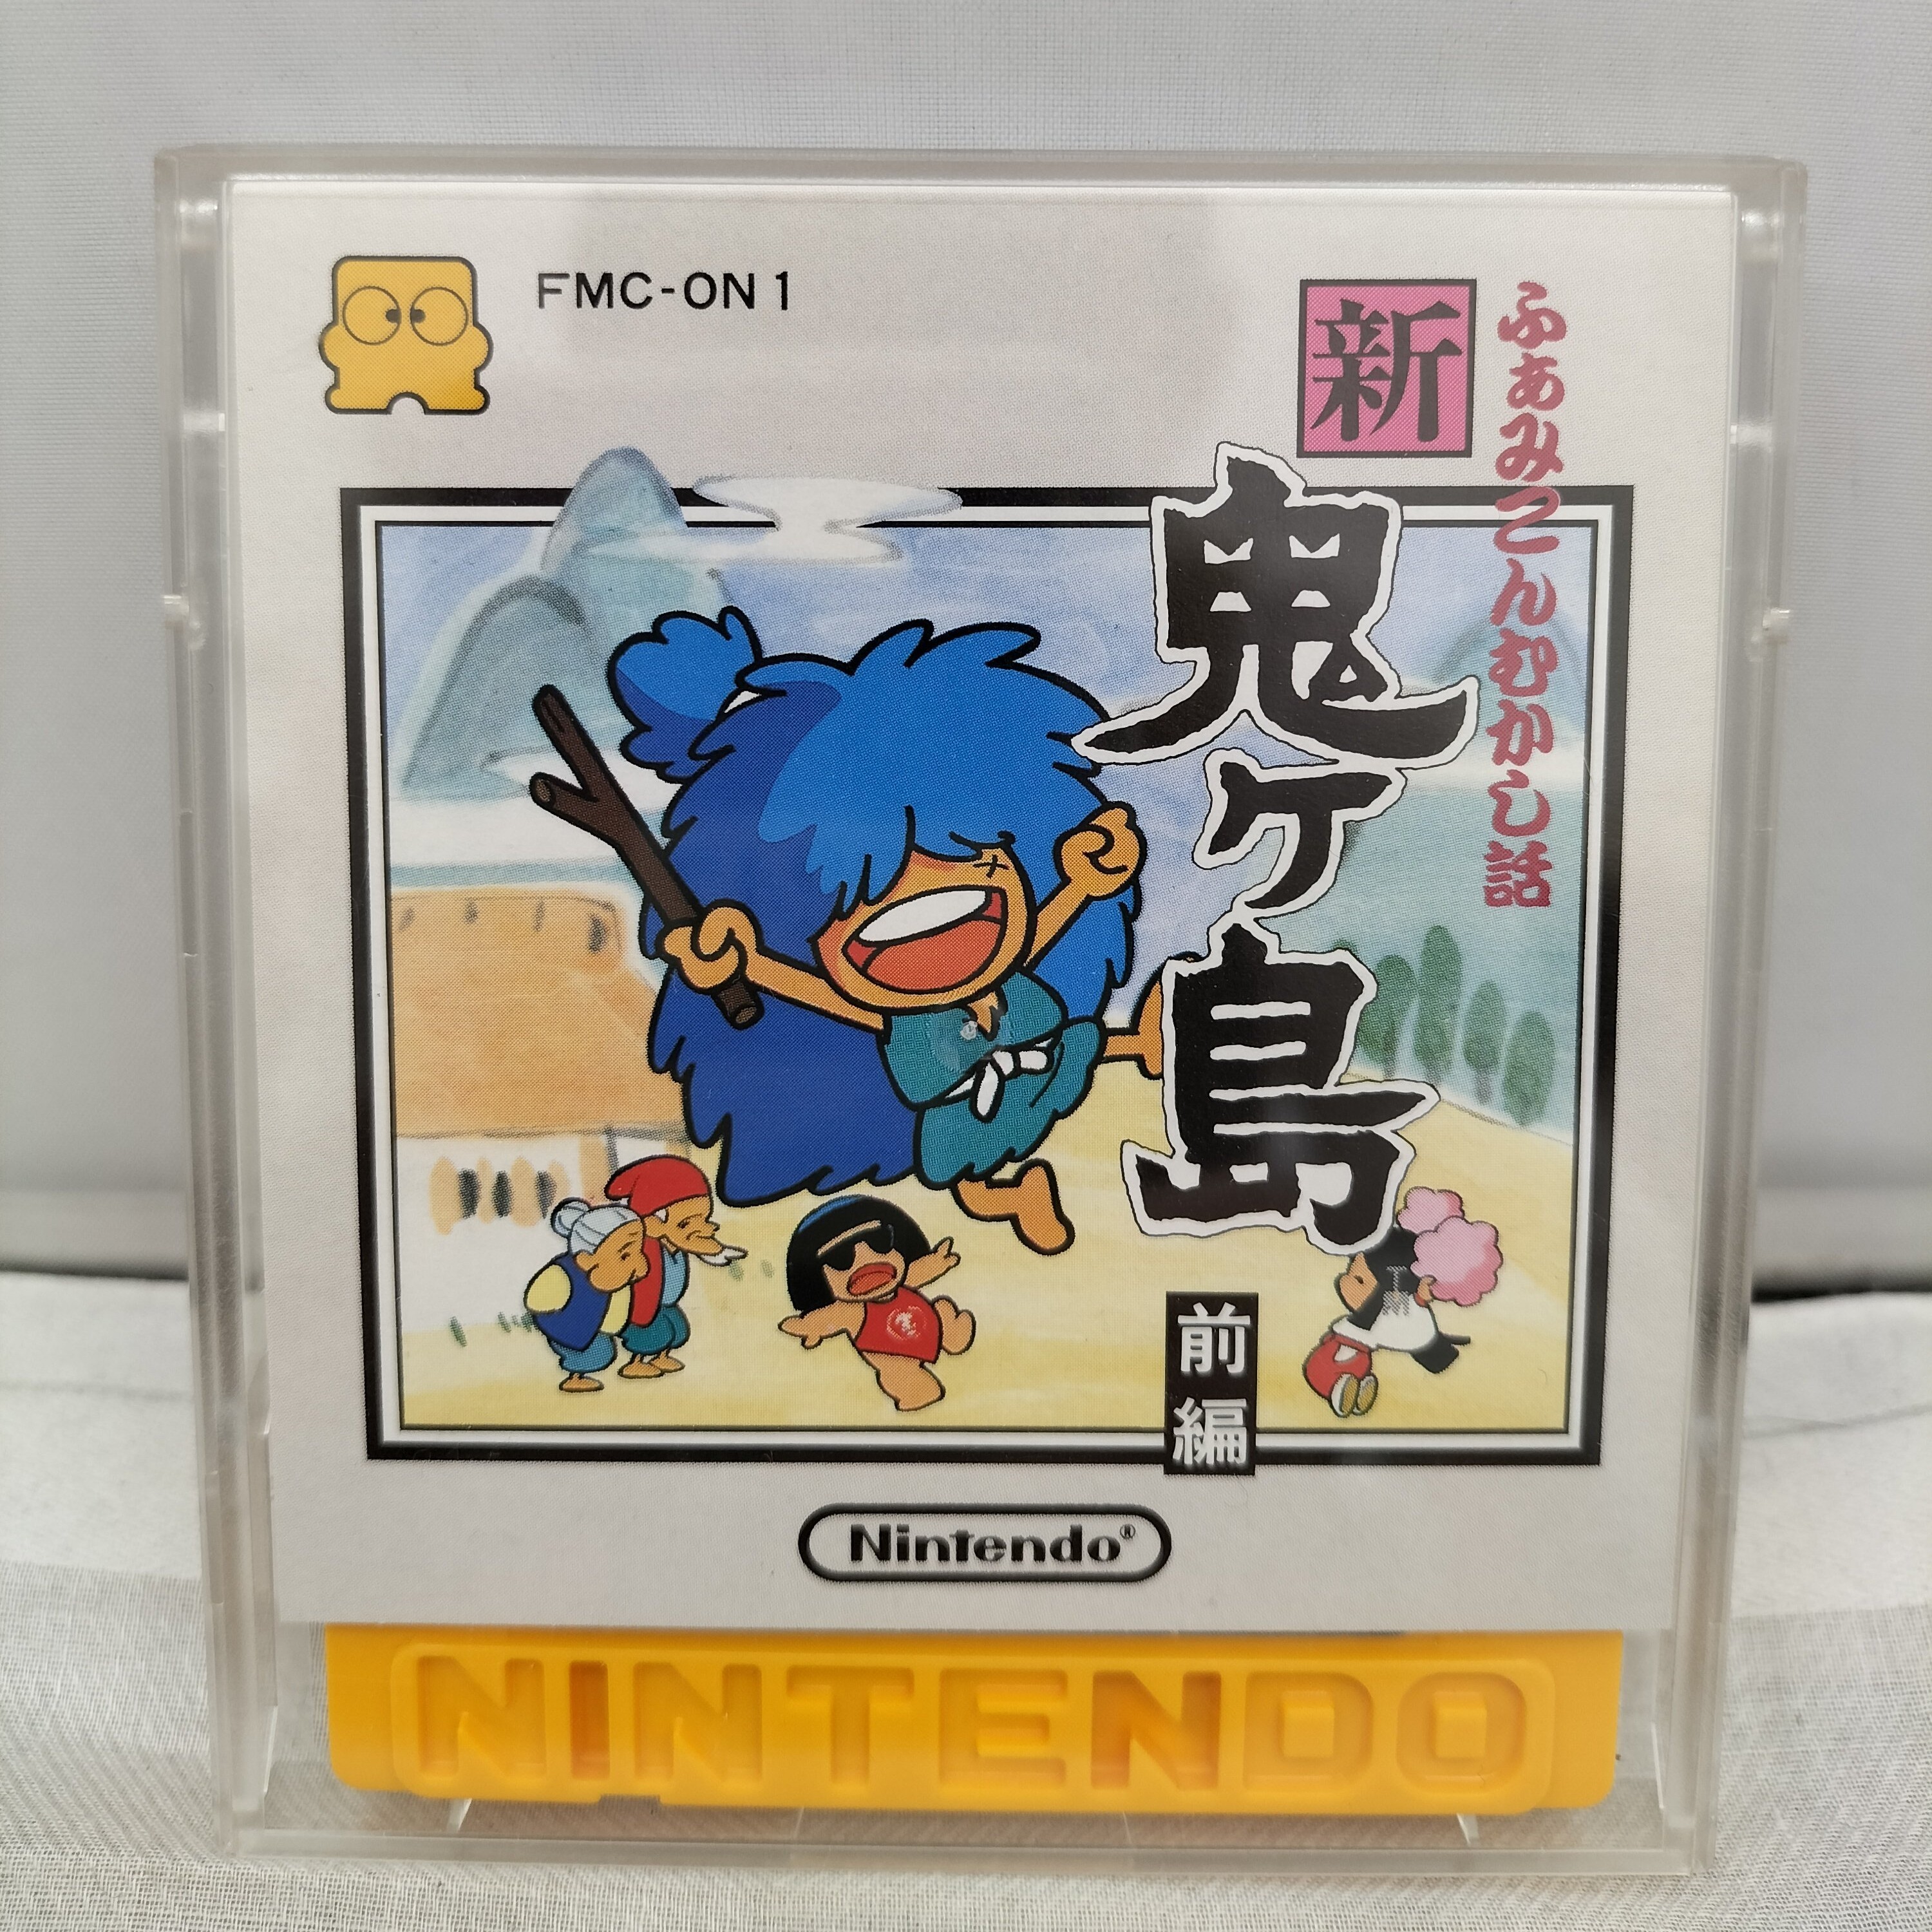 FMC-ON1
ふぁみこんむかし話
新
鬼ヶ島
前編
TM
Nintendo®
NINTENDO